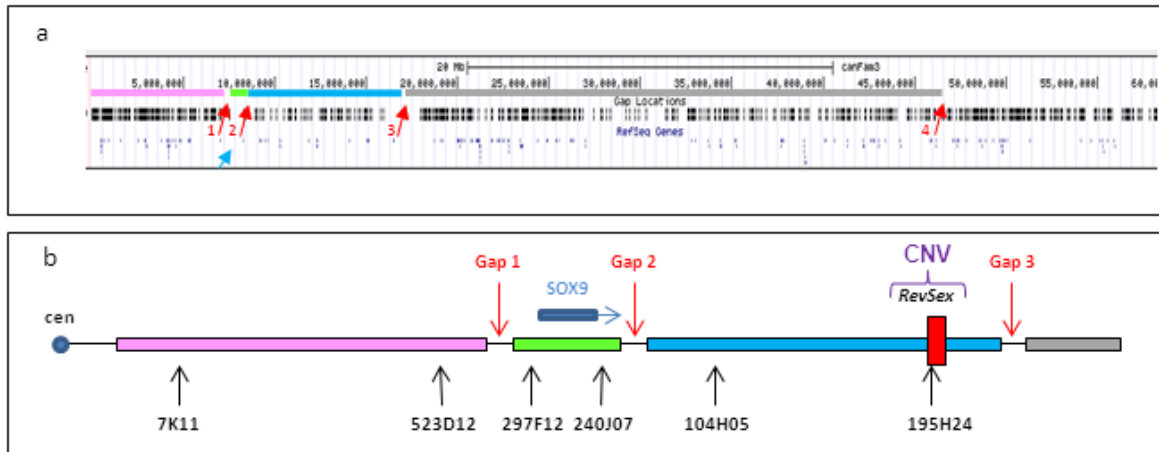 a
20 Mb canFam3
5,000,000 10,000,000 15,000,000 20,000,000 25,000,000 30,000,000 35,000,000 40,000,000 45,000,000 50,000,000 55,000,000 60,0
Gap Locations
1 2 3 4
RefSeq Genes
b
CNV
Gap 1 Gap 2 Gap 3
SOX9 RevSex
cen
7K11 523D12 297F12 240J07 104H05 195H24